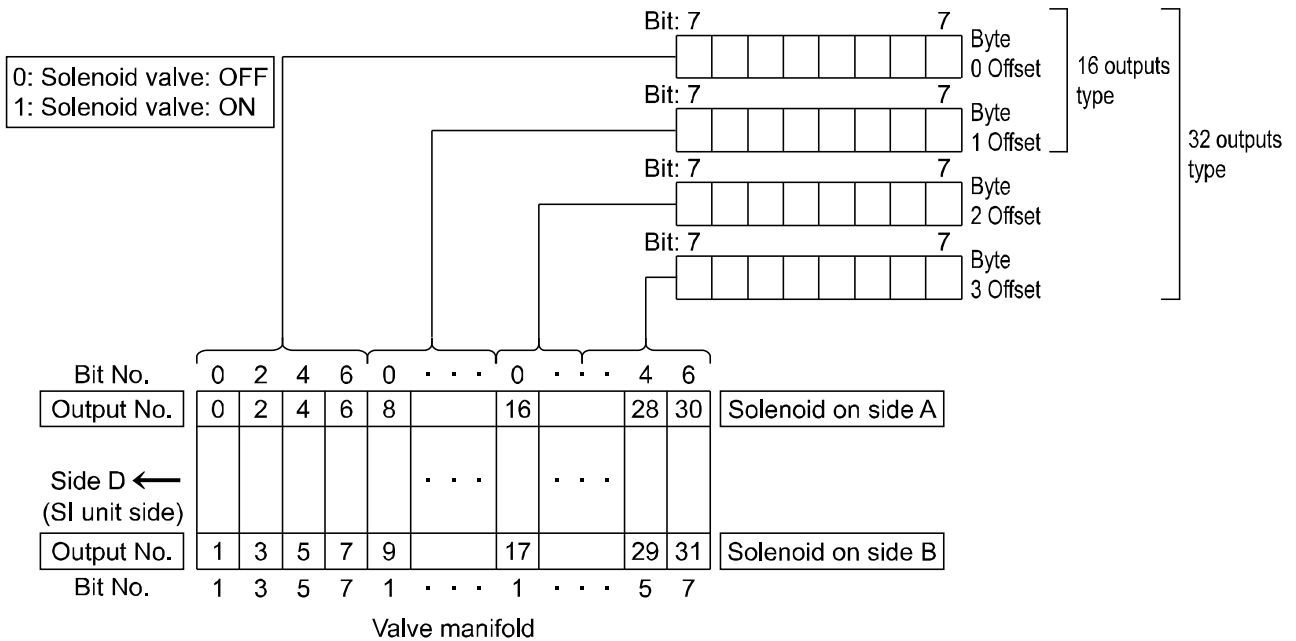 Bit: 7 7
Byte
0 Offset
0: Solenoid valve: OFF
1: Solenoid valve: ON
16 outputs
type
Bit: 7 7
Byte
1 Offset
32 outputs
type
Bit: 7 7
Byte
2 Offset
Bit: 7 7
Byte
3 Offset
Bit No. 0 2 4 6 0 · · · 0 · · · 4 6
Output No. 0 2 4 6 8 16 28 30 Solenoid on side A
Side D ← · · · · · ·
(SI unit side)
Output No. 1 3 5 7 9 17 29 31 Solenoid on side B
Bit No. 1 3 5 7 1 · · · 1 · · · 5 7
Valve manifold